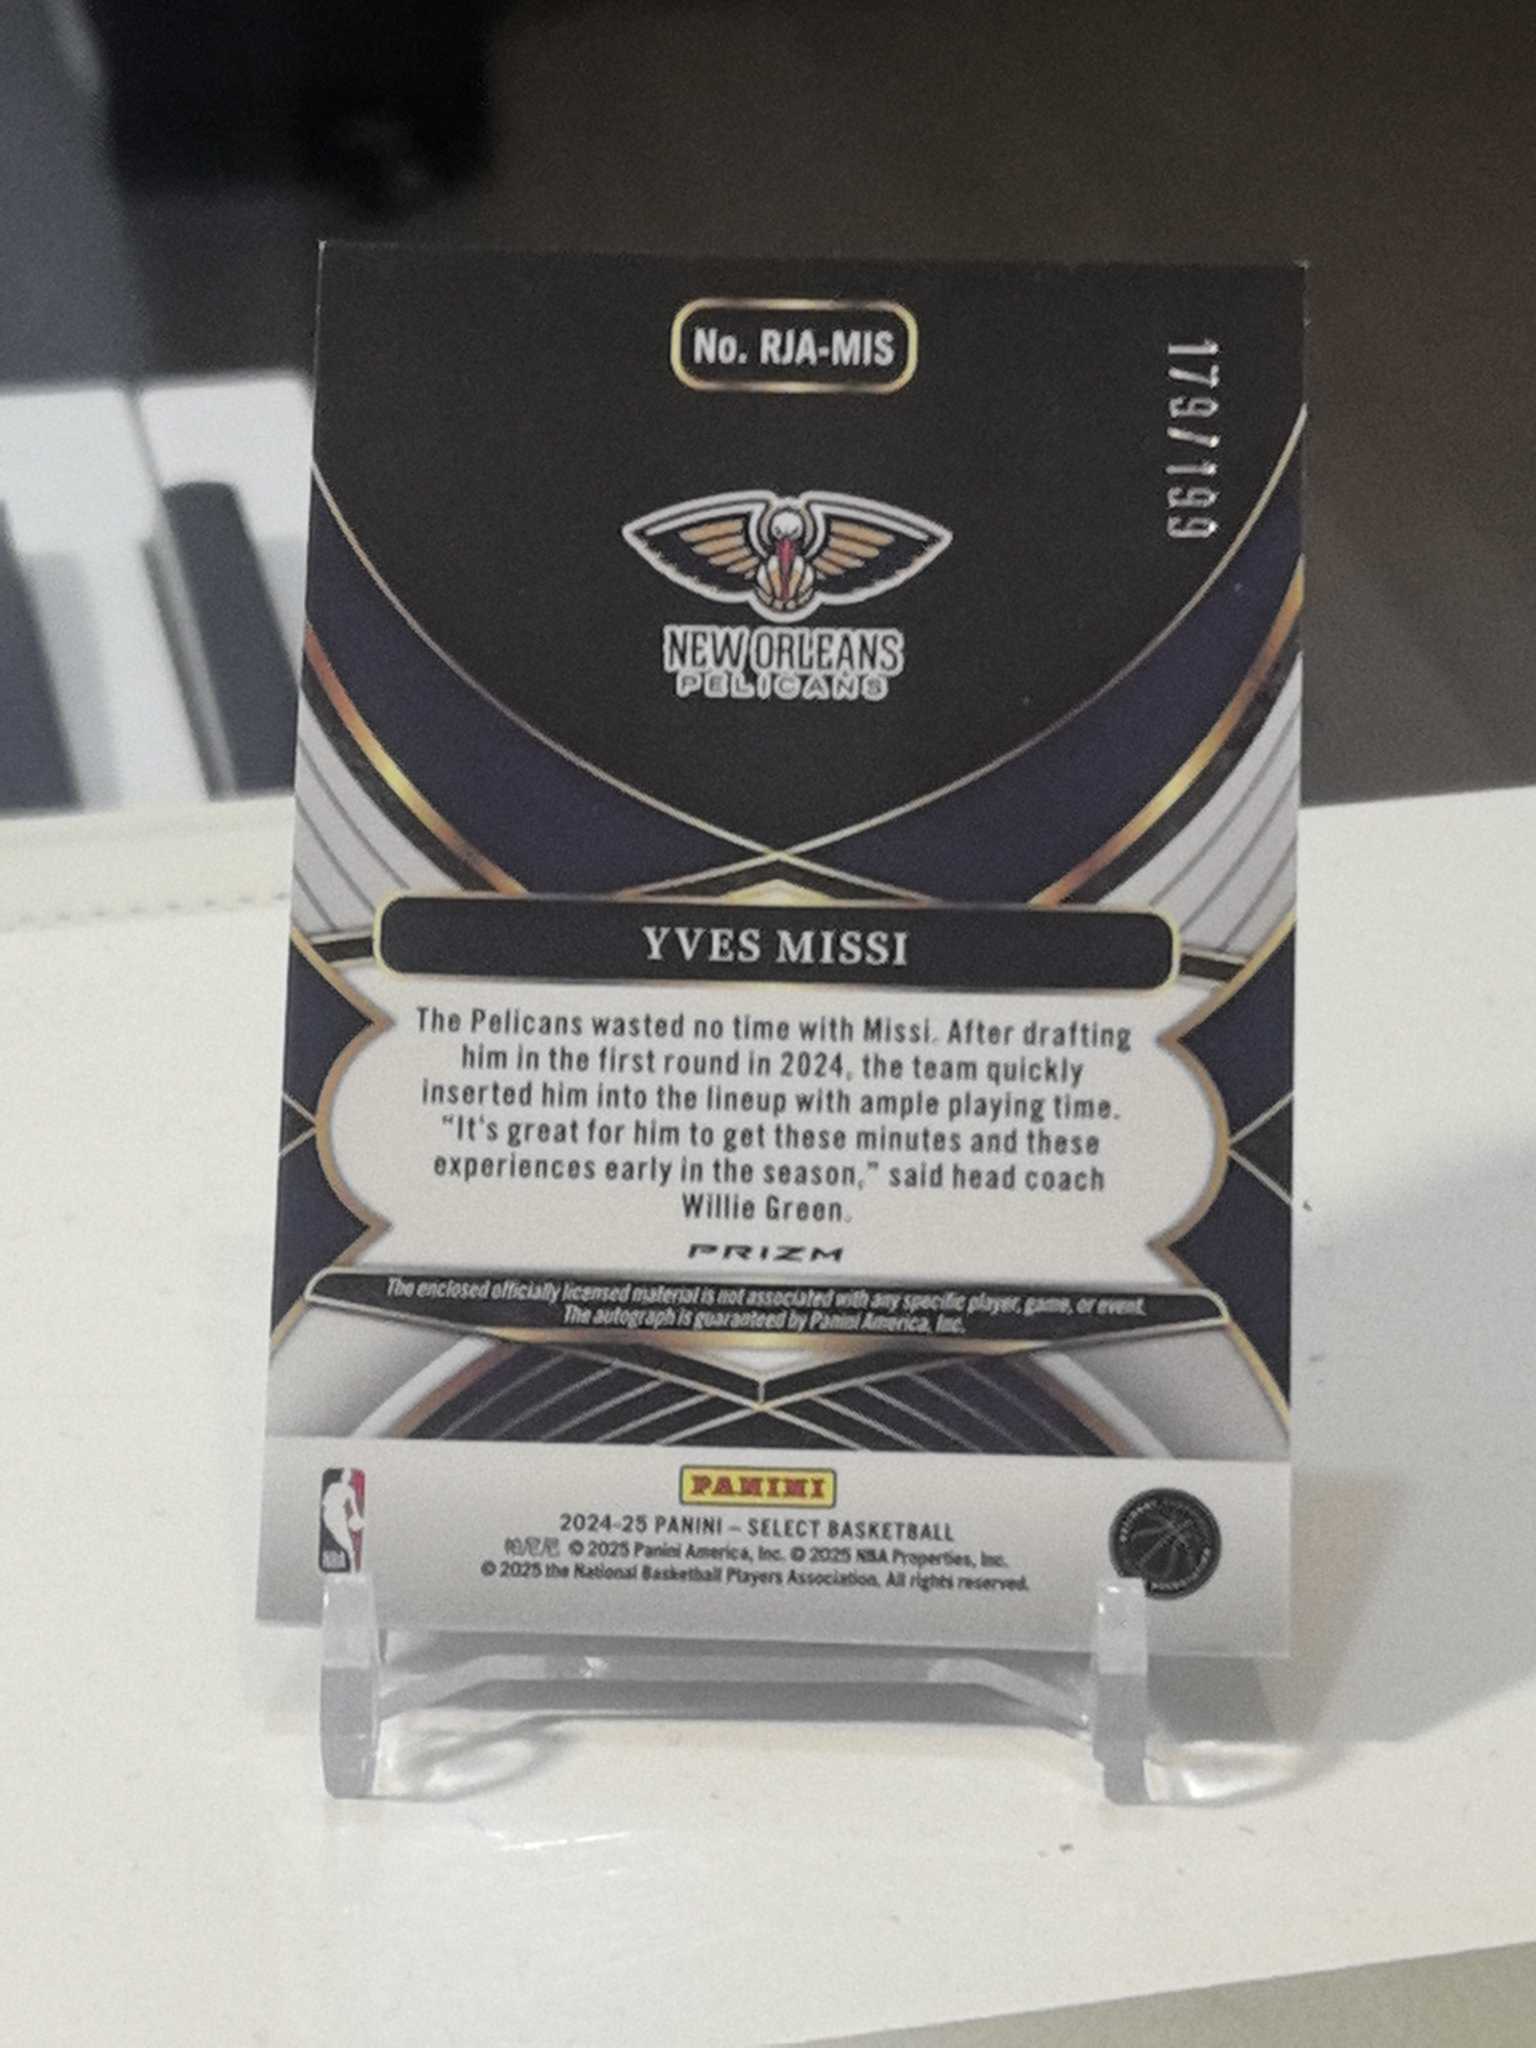 No. RJA-MIS
179/199
NEW ORLEANS
PELICANS
YVES MISSI
The Pelicans wasted no time with Missi. After drafting
him in the first round in 2024, the team quickly
inserted him into the lineup with ample playing time.
"It's great for him to get these minutes and these
experiences early in the season," said head coach
Willie Green.
PRIZM
The enclosed officially licensed material is not associated with any specific player, game, or event.
The autograph is guaranteed by Panini America, Inc.
PANINI
2024-25 PANINI – SELECT BASKETBALL
帕尼尼 © 2025 Panini America, Inc. © 2025 NBA Properties, Inc.
© 2025 the National Basketball Players Association. All rights reserved.
NBA